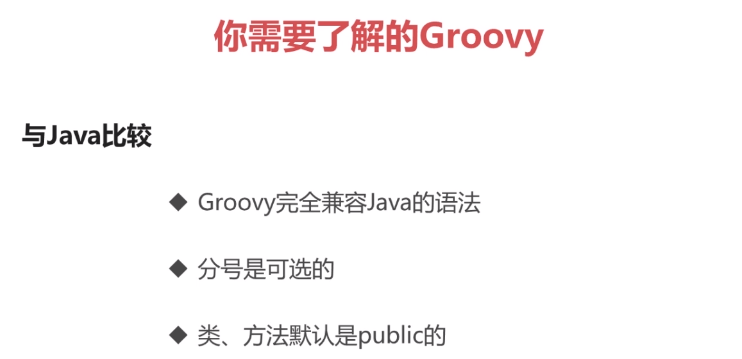 你需要了解的Groovy
与Java比较
◆ Groovy完全兼容Java的语法
◆ 分号是可选的
◆ 类、方法默认是public的